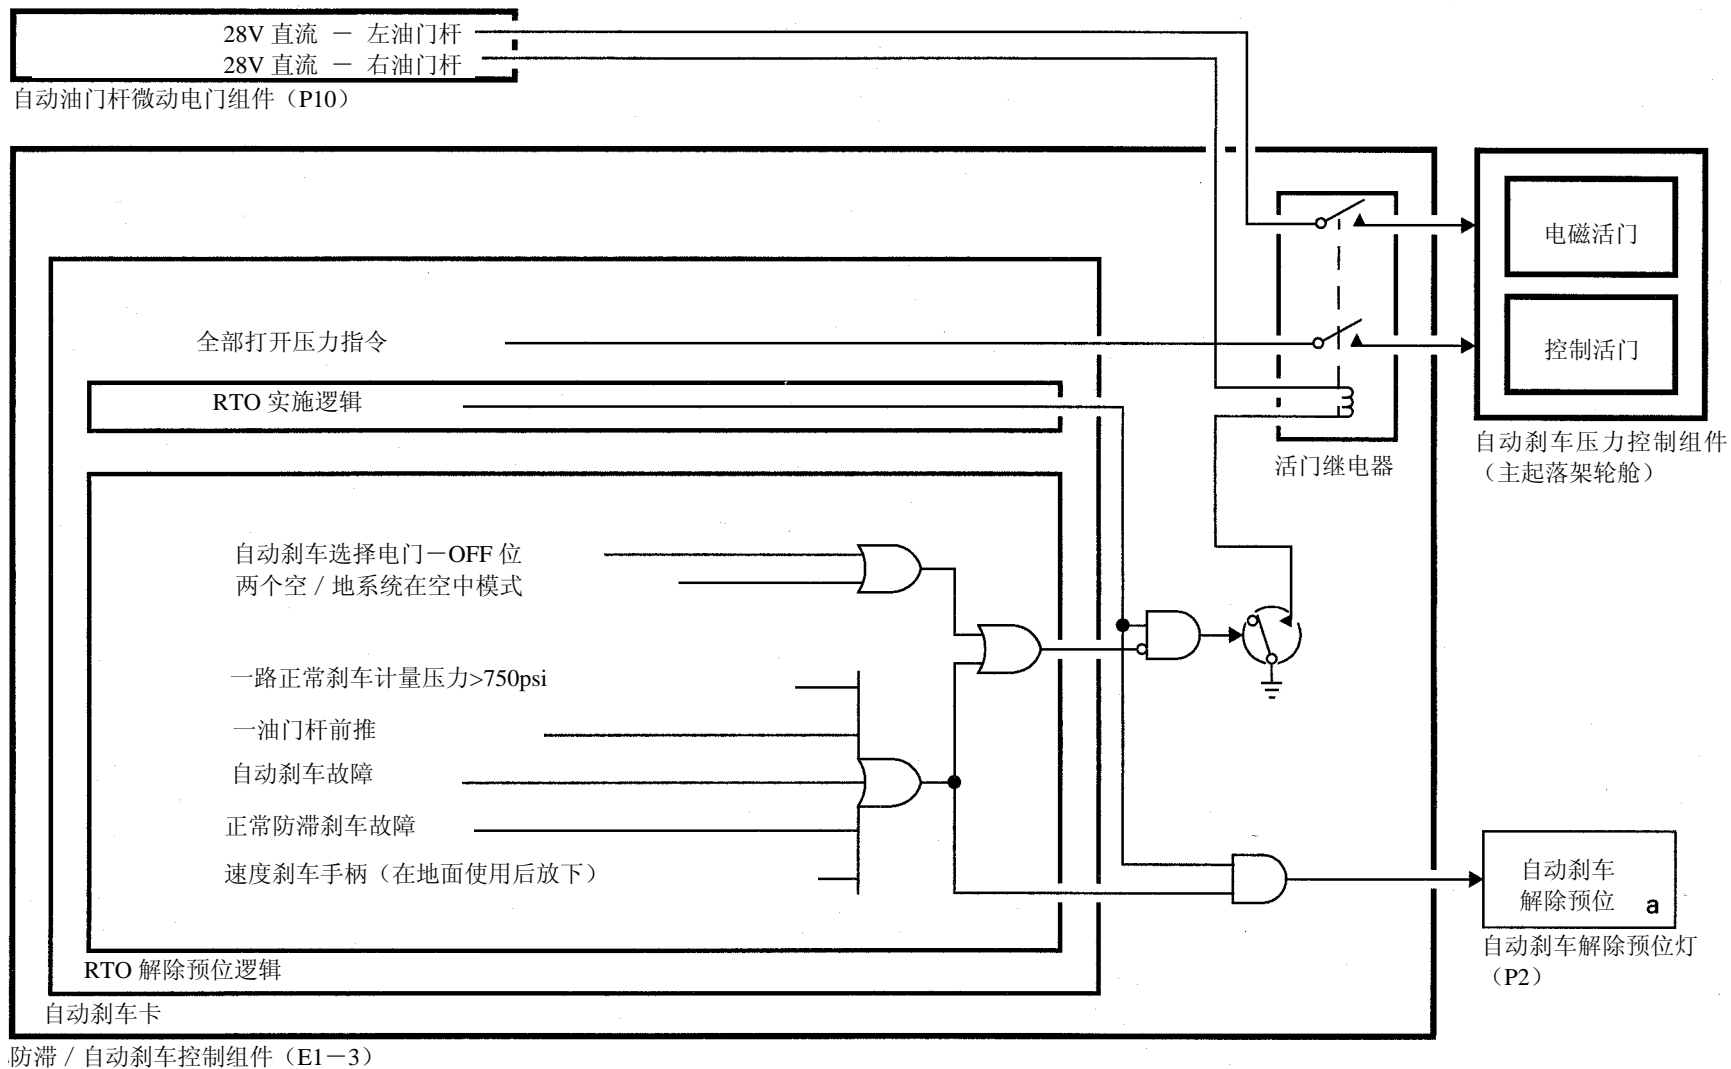 28V 直流 － 左油门杆
28V 直流 － 右油门杆
自动油门杆微动电门组件（P10）
电磁活门
全部打开压力指令
控制活门
RTO 实施逻辑
自动刹车压力控制组件
（主起落架轮舱）
活门继电器
自动刹车选择电门－OFF 位
两个空 / 地系统在空中模式
一路正常刹车计量压力>750psi
一油门杆前推
自动刹车故障
正常防滞刹车故障
速度刹车手柄（在地面使用后放下）
自动刹车
解除预位 a
自动刹车解除预位灯
（P2）
RTO 解除预位逻辑
自动刹车卡
防滞 / 自动刹车控制组件（E1－3）